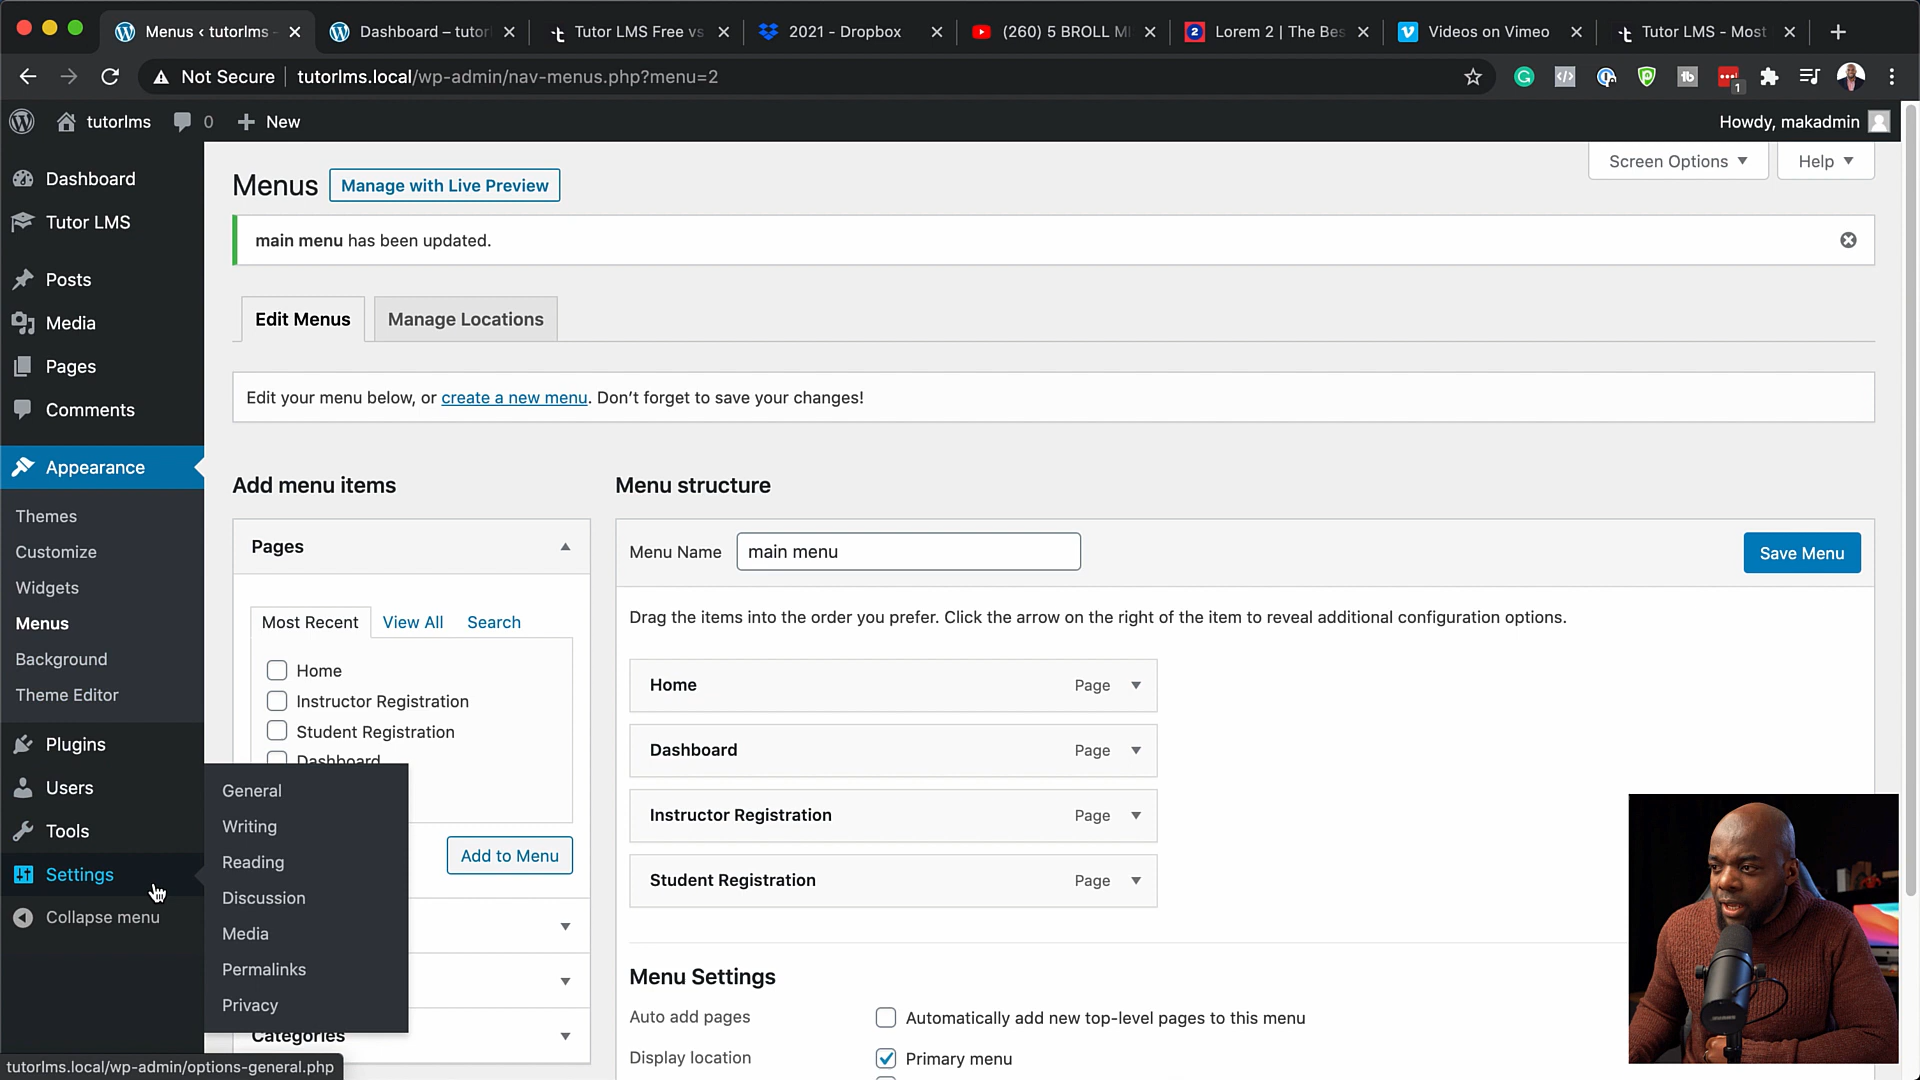 Menus ‹ tutorlms -
Dashboard – tutorl
Tutor LMS Free vs
2021 - Dropbox
(260) 5 BROLL MI
Lorem 2 | The Bes
Videos on Vimeo
Tutor LMS - Most
Not Secure
tutorlms.local/wp-admin/nav-menus.php?menu=2
1
tutorlms
0
New
Howdy, makadmin
Dashboard
Tutor LMS
Posts
Media
Pages
Comments
Appearance
Themes
Customize
Widgets
Menus
Background
Theme Editor
Plugins
Users
Tools
Settings
Collapse menu
General
Writing
Reading
Discussion
Media
Permalinks
Privacy
Screen Options
Help
Menus
Manage with Live Preview
main menu has been updated.
Edit Menus
Manage Locations
Edit your menu below, or create a new menu. Don’t forget to save your changes!
Add menu items
Pages
Most Recent
View All
Search
Home
Instructor Registration
Student Registration
Dashboard
Add to Menu
Categories
Menu structure
Menu Name
main menu
Save Menu
Drag the items into the order you prefer. Click the arrow on the right of the item to reveal additional configuration options.
Home Page
Dashboard Page
Instructor Registration Page
Student Registration Page
Menu Settings
Auto add pages
Automatically add new top-level pages to this menu
Display location
Primary menu
tutorlms.local/wp-admin/options-general.php